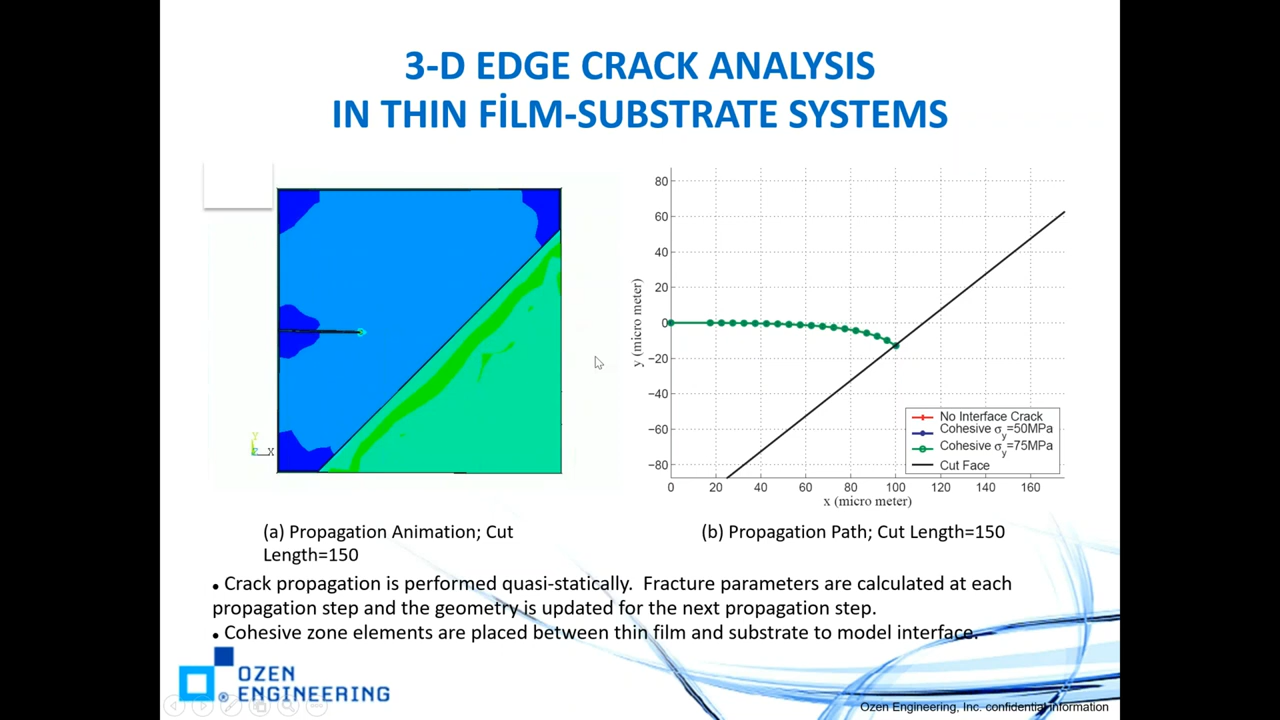 3-D EDGE CRACK ANALYSIS
IN THIN FİLM-SUBSTRATE SYSTEMS
Y
Z X
80
60
40
20
0
−20
−40
−60
−80
y (micro meter)
0 20 40 60 80 100 120 140 160
x (micro meter)
No Interface Crack
Cohesive σy=50MPa
Cohesive σy=75MPa
Cut Face
(a) Propagation Animation; Cut
Length=150
(b) Propagation Path; Cut Length=150
• Crack propagation is performed quasi-statically. Fracture parameters are calculated at each
propagation step and the geometry is updated for the next propagation step.
• Cohesive zone elements are placed between thin film and substrate to model interface.
OZEN
ENGINEERING
®
Ozen Engineering, Inc. confidential information